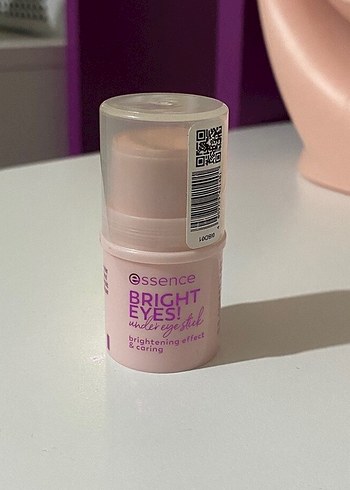 essence
BRIGHT
EYES!
under eye stick
brightening effect
& caring